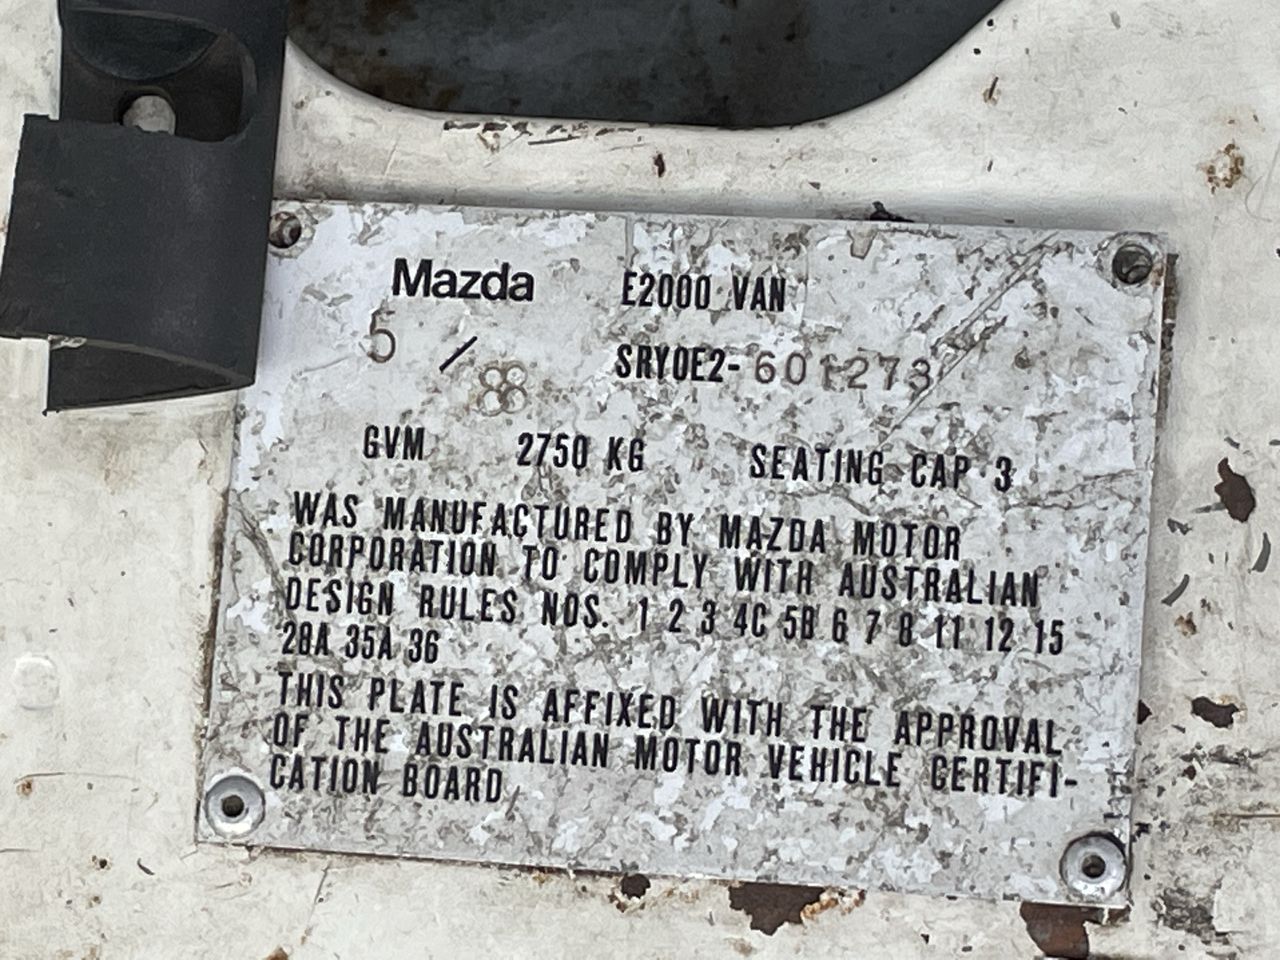 Mazda E2000 VAN
5 / 88 SRY0E2-601273
GVM 2750 KG SEATING CAP 3
WAS MANUFACTURED BY MAZDA MOTOR
CORPORATION TO COMPLY WITH AUSTRALIAN
DESIGN RULES NOS. 1 2 3 4C 5B 6 7 8 11 12 15
28A 35A 36
THIS PLATE IS AFFIXED WITH THE APPROVAL
OF THE AUSTRALIAN MOTOR VEHICLE CERTIFI-
CATION BOARD